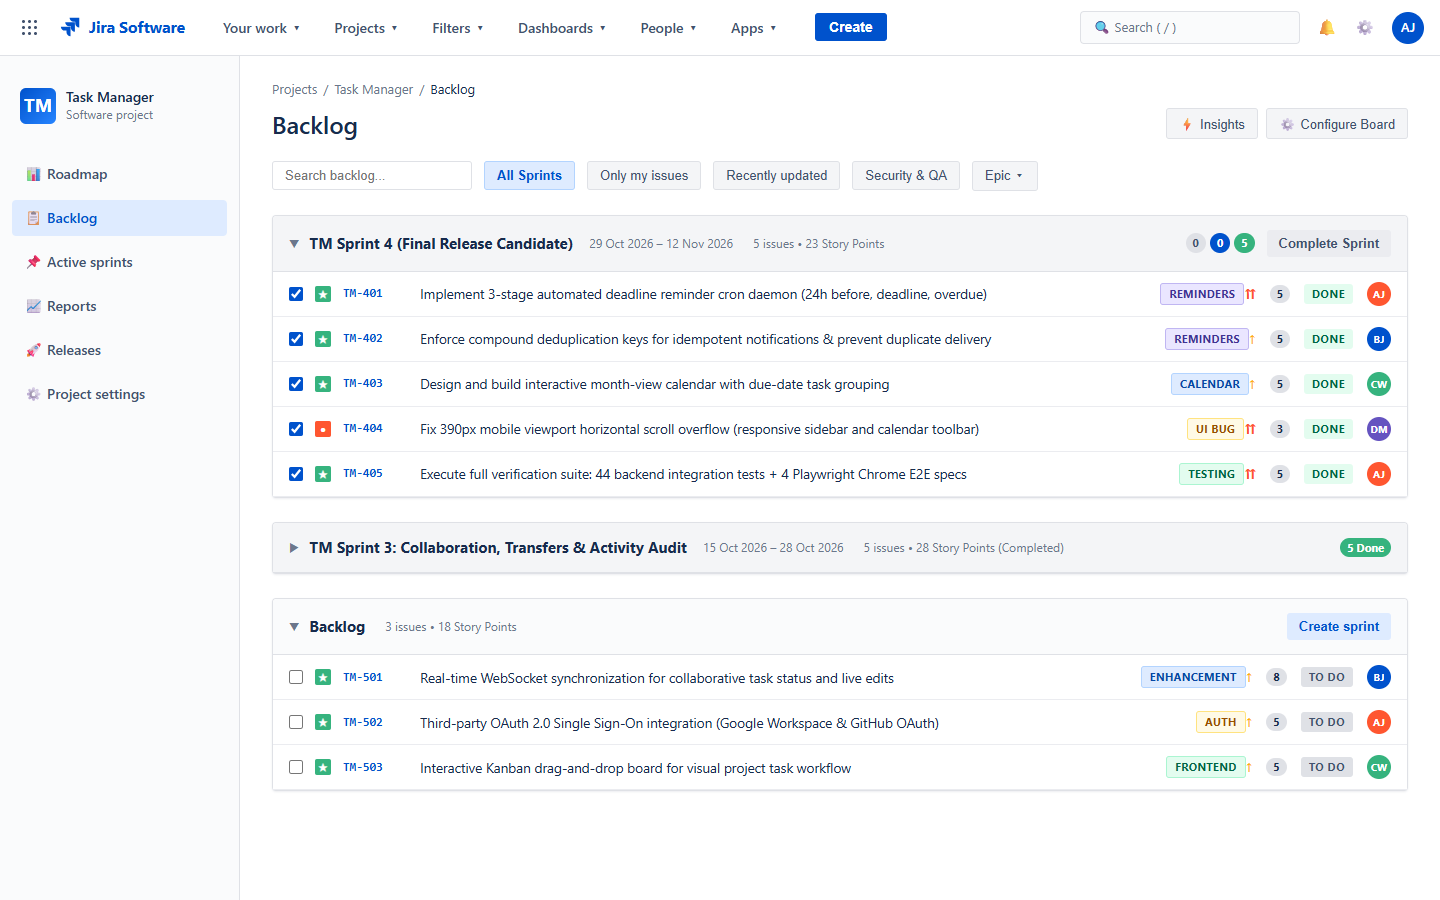 Jira Software Your work ▾ Projects ▾ Filters ▾ Dashboards ▾ People ▾ Apps ▾ Create Search ( / ) AJ
TM Task Manager
Software project
Roadmap
Backlog
Active sprints
Reports
Releases
Project settings
Projects / Task Manager / Backlog
Backlog
Insights Configure Board
Search backlog... All Sprints Only my issues Recently updated Security & QA Epic ▾
▼ TM Sprint 4 (Final Release Candidate) 29 Oct 2026 – 12 Nov 2026 5 issues • 23 Story Points 0 0 5 Complete Sprint
TM-401 Implement 3-stage automated deadline reminder cron daemon (24h before, deadline, overdue) REMINDERS ⇈ 5 DONE AJ
TM-402 Enforce compound deduplication keys for idempotent notifications & prevent duplicate delivery REMINDERS ↑ 5 DONE BJ
TM-403 Design and build interactive month-view calendar with due-date task grouping CALENDAR ↑ 5 DONE CW
TM-404 Fix 390px mobile viewport horizontal scroll overflow (responsive sidebar and calendar toolbar) UI BUG ⇈ 3 DONE DM
TM-405 Execute full verification suite: 44 backend integration tests + 4 Playwright Chrome E2E specs TESTING ⇈ 5 DONE AJ
▶ TM Sprint 3: Collaboration, Transfers & Activity Audit 15 Oct 2026 – 28 Oct 2026 5 issues • 28 Story Points (Completed) 5 Done
▼ Backlog 3 issues • 18 Story Points Create sprint
TM-501 Real-time WebSocket synchronization for collaborative task status and live edits ENHANCEMENT ↑ 8 TO DO BJ
TM-502 Third-party OAuth 2.0 Single Sign-On integration (Google Workspace & GitHub OAuth) AUTH ↑ 5 TO DO AJ
TM-503 Interactive Kanban drag-and-drop board for visual project task workflow FRONTEND ↑ 5 TO DO CW